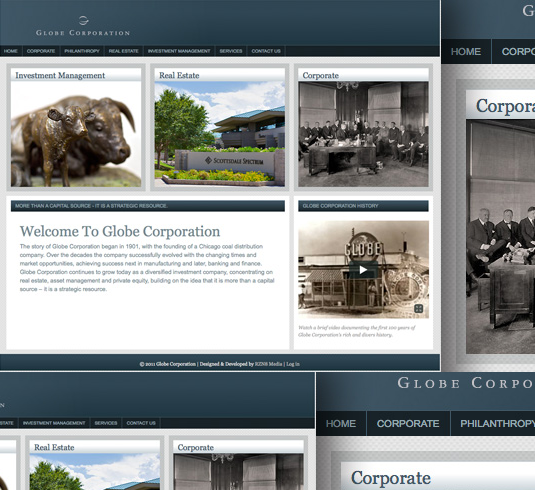 GLOBE CORPORATION
HOME CORPORATE PHILANTHROPY REAL ESTATE INVESTMENT MANAGEMENT SERVICES CONTACT US
Investment Management
Real Estate
Corporate
SCOTTSDALE SPECTRUM
MORE THAN A CAPITAL SOURCE - IT IS A STRATEGIC RESOURCE.
Welcome To Globe Corporation
The story of Globe Corporation began in 1901, with the founding of a Chicago coal distribution
company. Over the decades the company successfully evolved with the changing times and
market opportunities, achieving success next in manufacturing and later, banking and finance.
Globe Corporation continues to grow today as a diversified investment company, concentrating on
real estate, asset management and private equity, building on the idea that it is more than a capital
source – it is a strategic resource.
GLOBE CORPORATION HISTORY
GLOBE
Watch a brief video documenting the first 100 years of
Globe Corporation's rich and divers history.
© 2011 Globe Corporation | Designed & Developed by EZNR Media | Log in
G
HOME CORPO
Corpora
N
STATE INVESTMENT MANAGEMENT SERVICES CONTACT US
Real Estate
Corporate
GLOBE CORPO
HOME CORPORATE PHILANTHROPY
Corporate